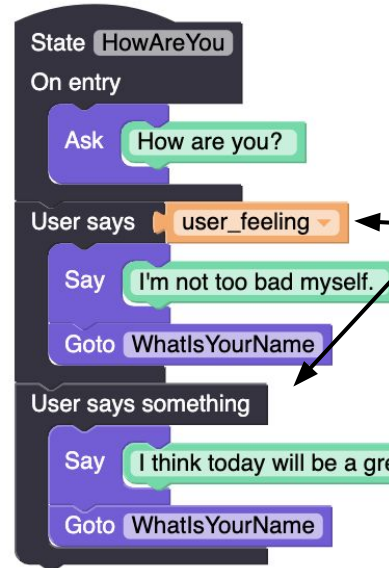 State HowAreYou
On entry
Ask How are you?
User says user_feeling
Say I'm not too bad myself.
Goto WhatIsYourName
User says something
Say I think today will be a
Goto WhatIsYourName